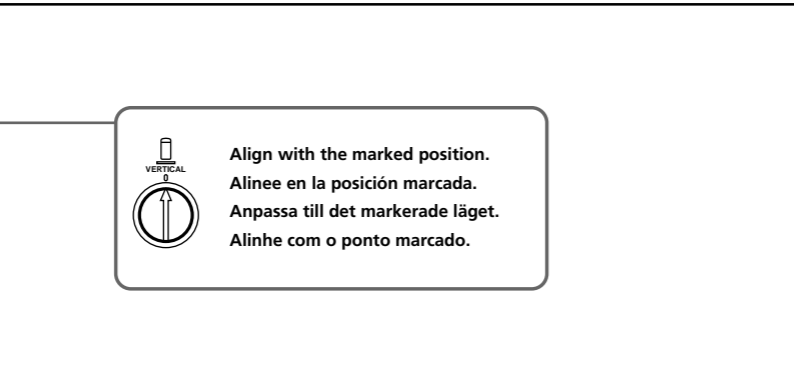 VERTICAL
0
Align with the marked position.
Alinee en la posición marcada.
Anpassa till det markerade läget.
Alinhe com o ponto marcado.